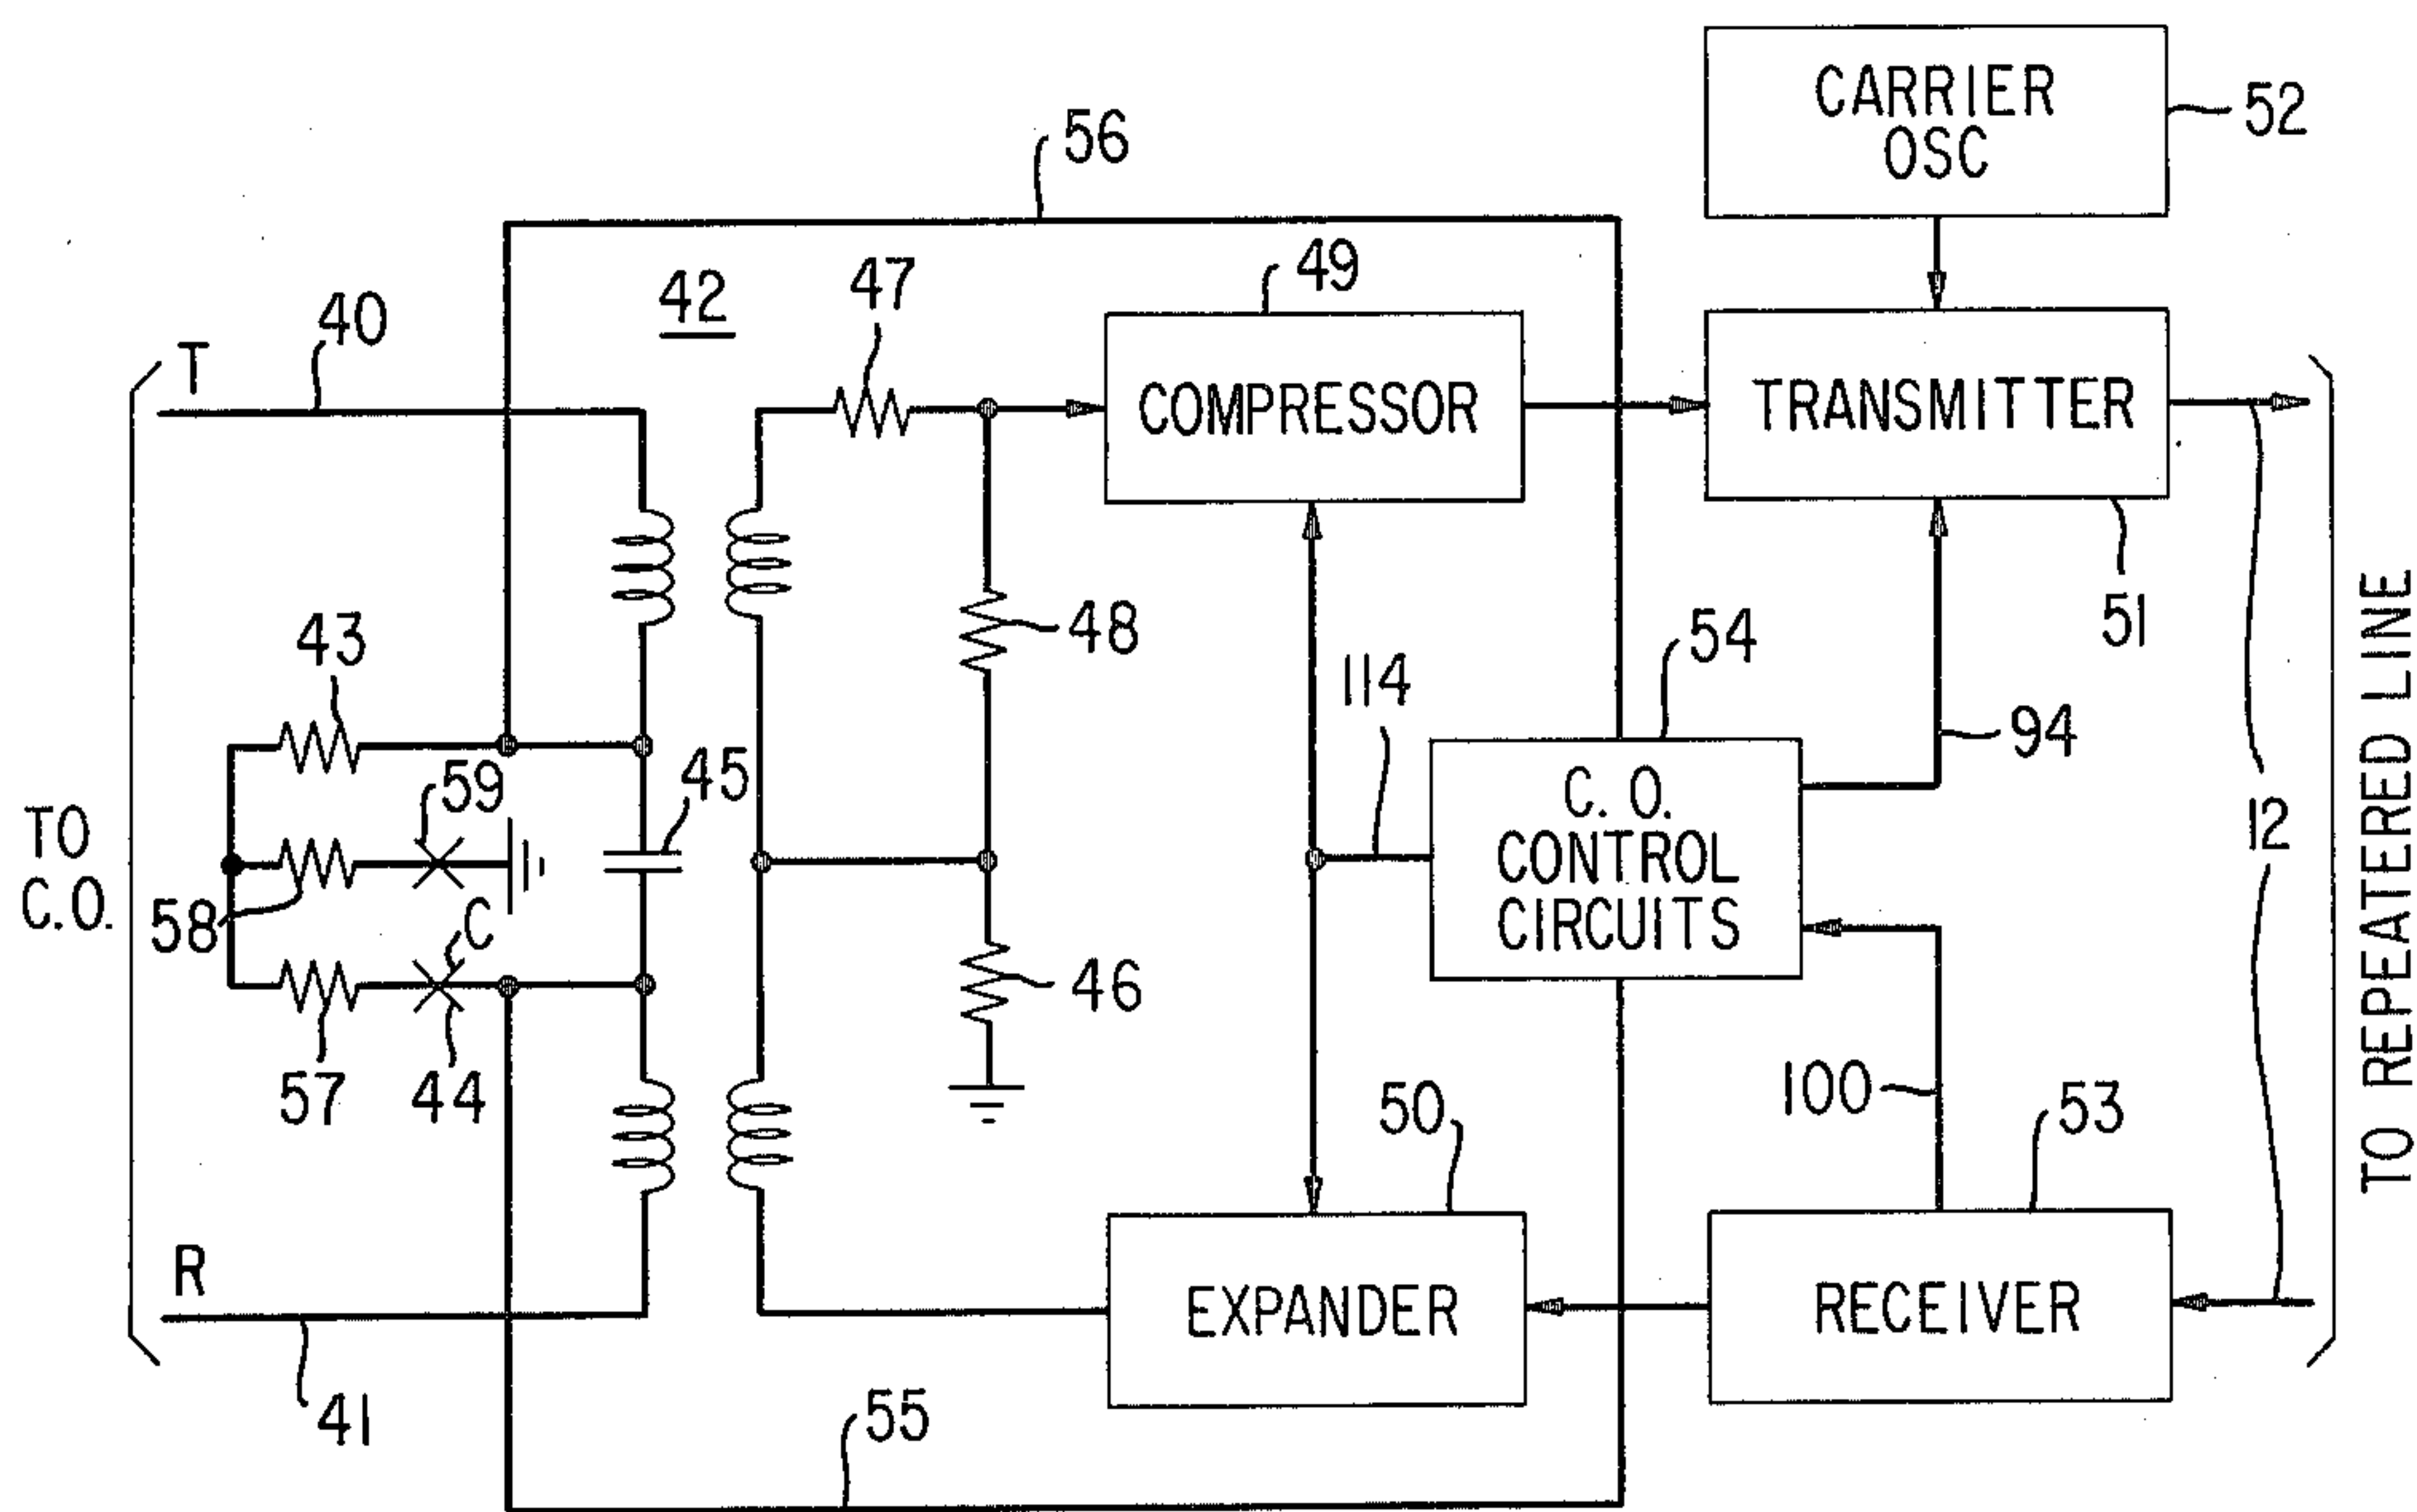 CARRIER
OSC
52
56
49
47
42
40
T
COMPRESSOR
TRANSMITTER
51
48
54
43
114
94
45
59
C. O.
CONTROL
CIRCUITS
12
TO
C.O.
58
C
46
57
44
100
53
50
R
EXPANDER
RECEIVER
41
55
TO REPEATERED LINE